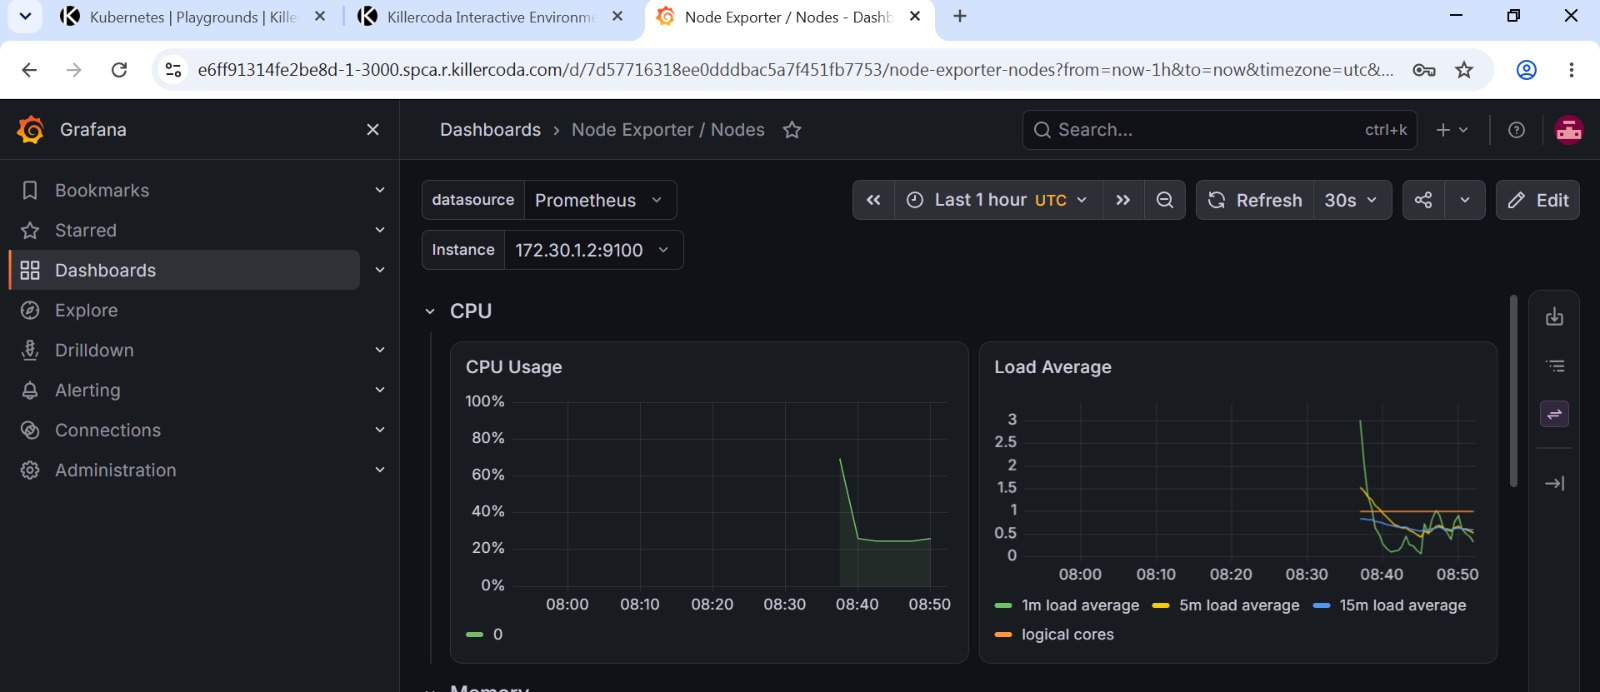 Kubernetes | Playgrounds | Kille
Killercoda Interactive Environme
Node Exporter / Nodes - Dashb
e6ff91314fe2be8d-1-3000.spca.r.killercoda.com/d/7d57716318ee0dddbac5a7f451fb7753/node-exporter-nodes?from=now-1h&to=now&timezone=utc&...
Grafana
Dashboards › Node Exporter / Nodes
Search... ctrl+k
Bookmarks
Starred
Dashboards
Explore
Drilldown
Alerting
Connections
Administration
datasource Prometheus
Last 1 hour UTC
Refresh 30s
Edit
Instance 172.30.1.2:9100
CPU
CPU Usage
100%
80%
60%
40%
20%
0%
08:00 08:10 08:20 08:30 08:40 08:50
0
Load Average
3
2.5
2
1.5
1
0.5
0
08:00 08:10 08:20 08:30 08:40 08:50
1m load average 5m load average 15m load average
logical cores
Memory